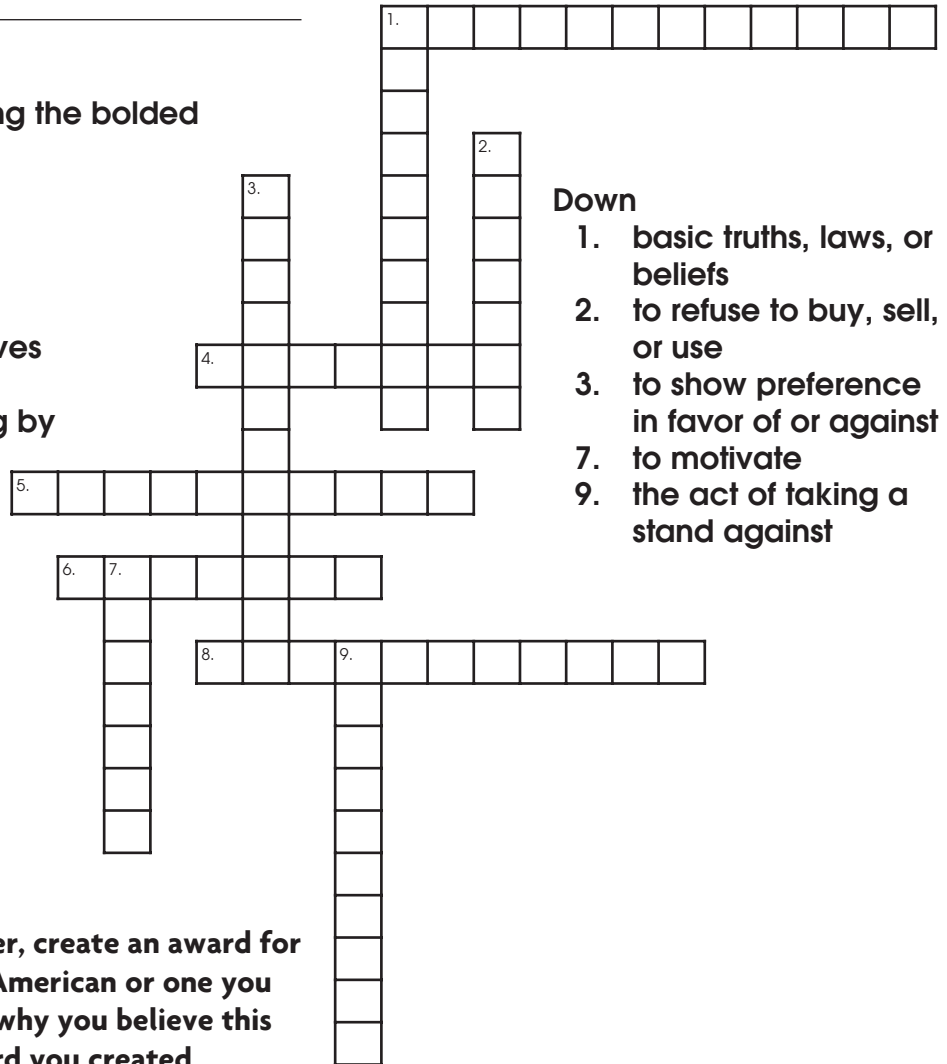 1.
ng the bolded
2.
3.
Down
1. basic truths, laws, or
beliefs
2. to refuse to buy, sell,
or use
3. to show preference
in favor of or against
7. to motivate
9. the act of taking a
stand against
ves
4.
g by
5.
6. 7.
8. 9.
er, create an award for
American or one you
why you believe this
rd you created.